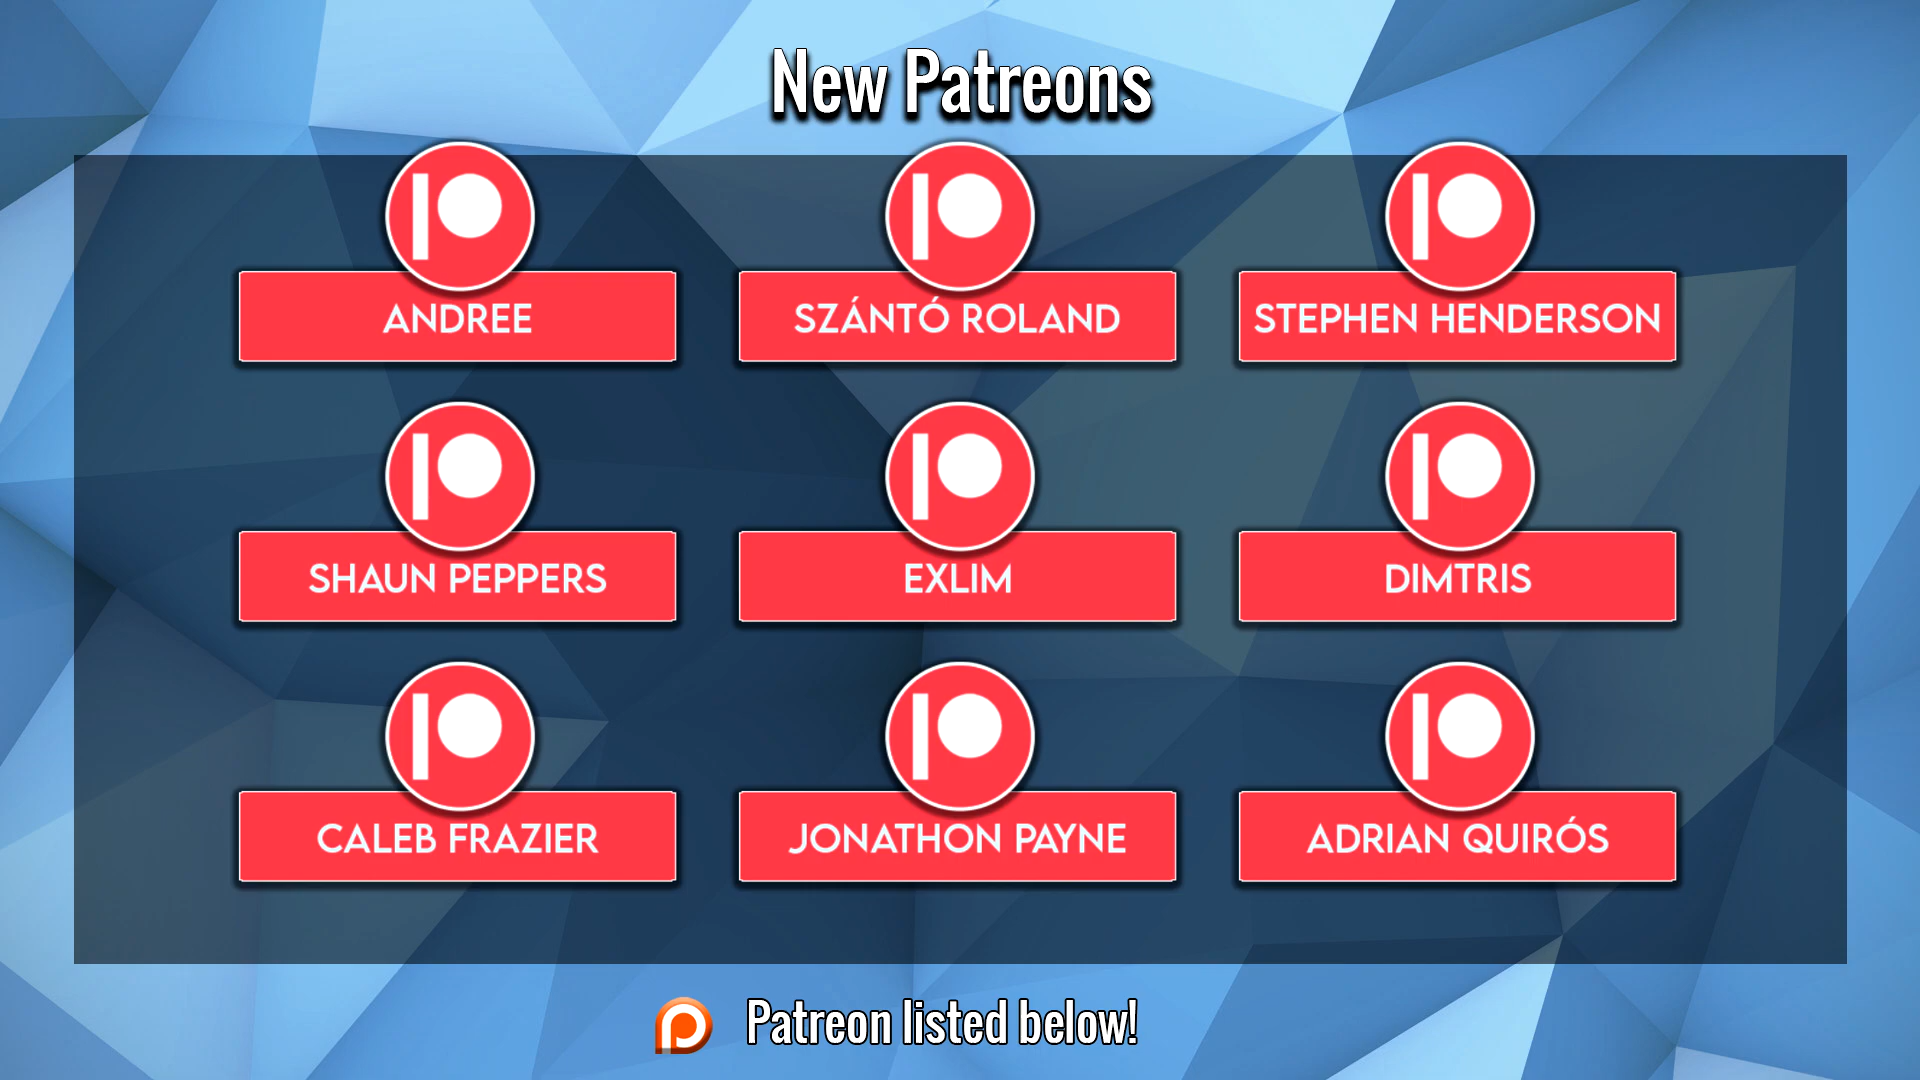 New Patreons
ANDREE
SZÁNTÓ ROLAND
STEPHEN HENDERSON
SHAUN PEPPERS
EXLIM
DIMTRIS
CALEB FRAZIER
JONATHON PAYNE
ADRIAN QUIRÓS
Patreon listed below!